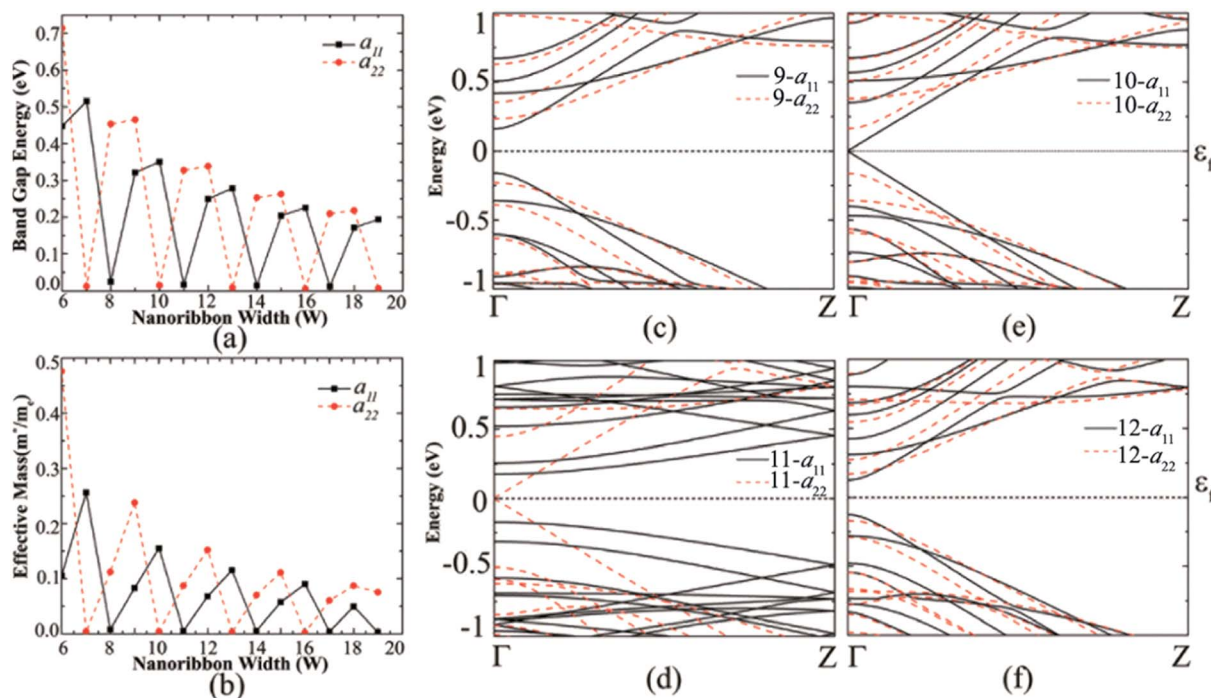 0.7
0.6
0.5
0.4
0.3
0.2
0.1
0.0
Band Gap Energy (eV)
a11
a22
6 8 10 12 14 16 18 20
Nanoribbon Width (W)
(a)
0.5
0.4
0.3
0.2
0.1
0.0
Effective Mass(m*/me)
a11
a22
6 8 10 12 14 16 18 20
Nanoribbon Width (W)
(b)
1
0.5
0
-0.5
-1
Energy (eV)
9-a11
9-a22
Γ Z
(c)
1
0.5
0
-0.5
-1
Energy (eV)
11-a11
11-a22
Γ Z
(d)
10-a11
10-a22
εf
Γ Z
(e)
12-a11
12-a22
εf
Γ Z
(f)